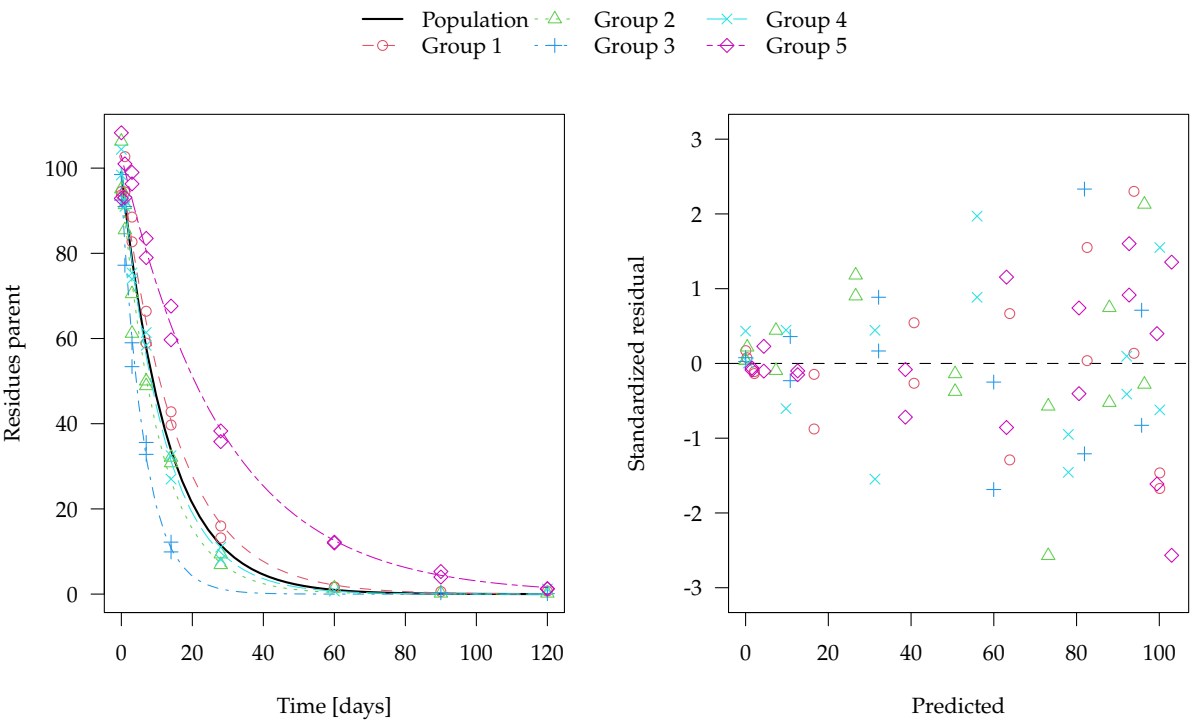 Population Group 2 Group 4
Group 1 Group 3 Group 5
Residues parent
100
80
60
40
20
0
0 20 40 60 80 100 120
Time [days]
Standardized residual
3
2
1
0
-1
-2
-3
0 20 40 60 80 100
Predicted